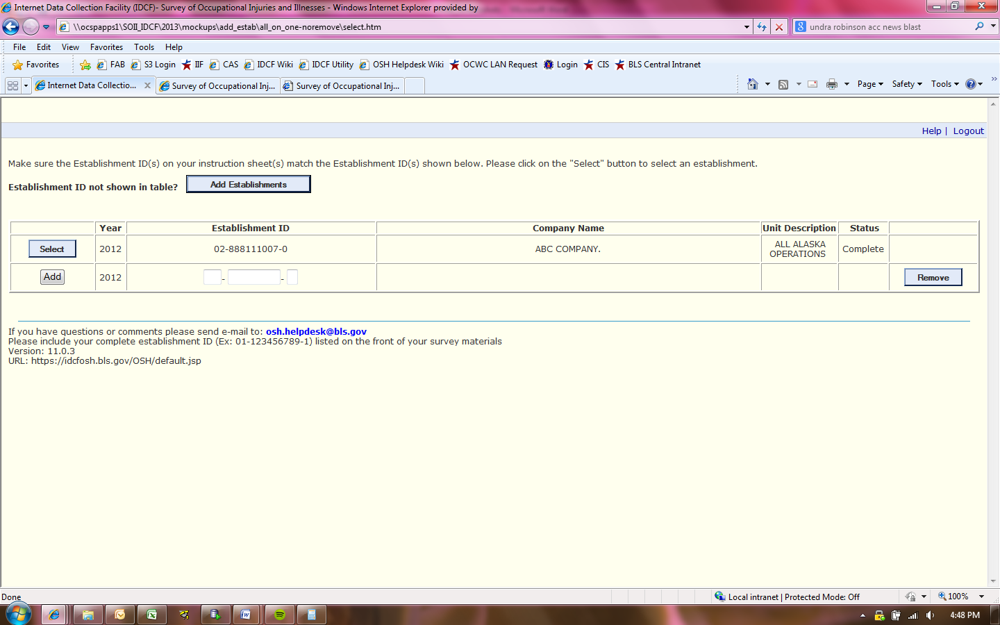 Internet Data Collection Facility (IDCF)- Survey of Occupational Injuries and Illnesses - Windows Internet Explorer provided by
\\ocspapps1\SOII_IDCF\2013\mockups\add_estab\all_on_one-noremove\select.htm
undra robinson acc news blast
File Edit View Favorites Tools Help
Favorites FAB S3 Login IIF CAS IDCF Wiki IDCF Utility OSH Helpdesk Wiki OCWC LAN Request Login CIS BLS Central Intranet
Internet Data Collectio... Survey of Occupational Inj... Survey of Occupational Inj... Page Safety Tools
Help | Logout
Make sure the Establishment ID(s) on your instruction sheet(s) match the Establishment ID(s) shown below. Please click on the "Select" button to select an establishment.
Establishment ID not shown in table? Add Establishments
Year Establishment ID Company Name Unit Description Status
Select 2012 02-888111007-0 ABC COMPANY. ALL ALASKA OPERATIONS Complete
Add 2012 - - Remove
If you have questions or comments please send e-mail to: osh.helpdesk@bls.gov
Please include your complete establishment ID (Ex: 01-123456789-1) listed on the front of your survey materials
Version: 11.0.3
URL: https://idcfosh.bls.gov/OSH/default.jsp
Done Local intranet | Protected Mode: Off 100%
4:48 PM